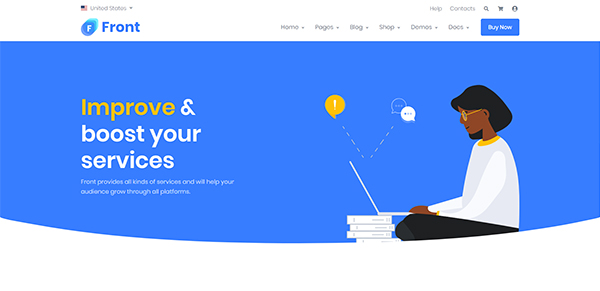 United States
Help Contacts
Front
Home Pages Blog Shop Demos Docs Buy Now
Improve &
boost your
services
Front provides all kinds of services and will help your
audience grow through all platforms.